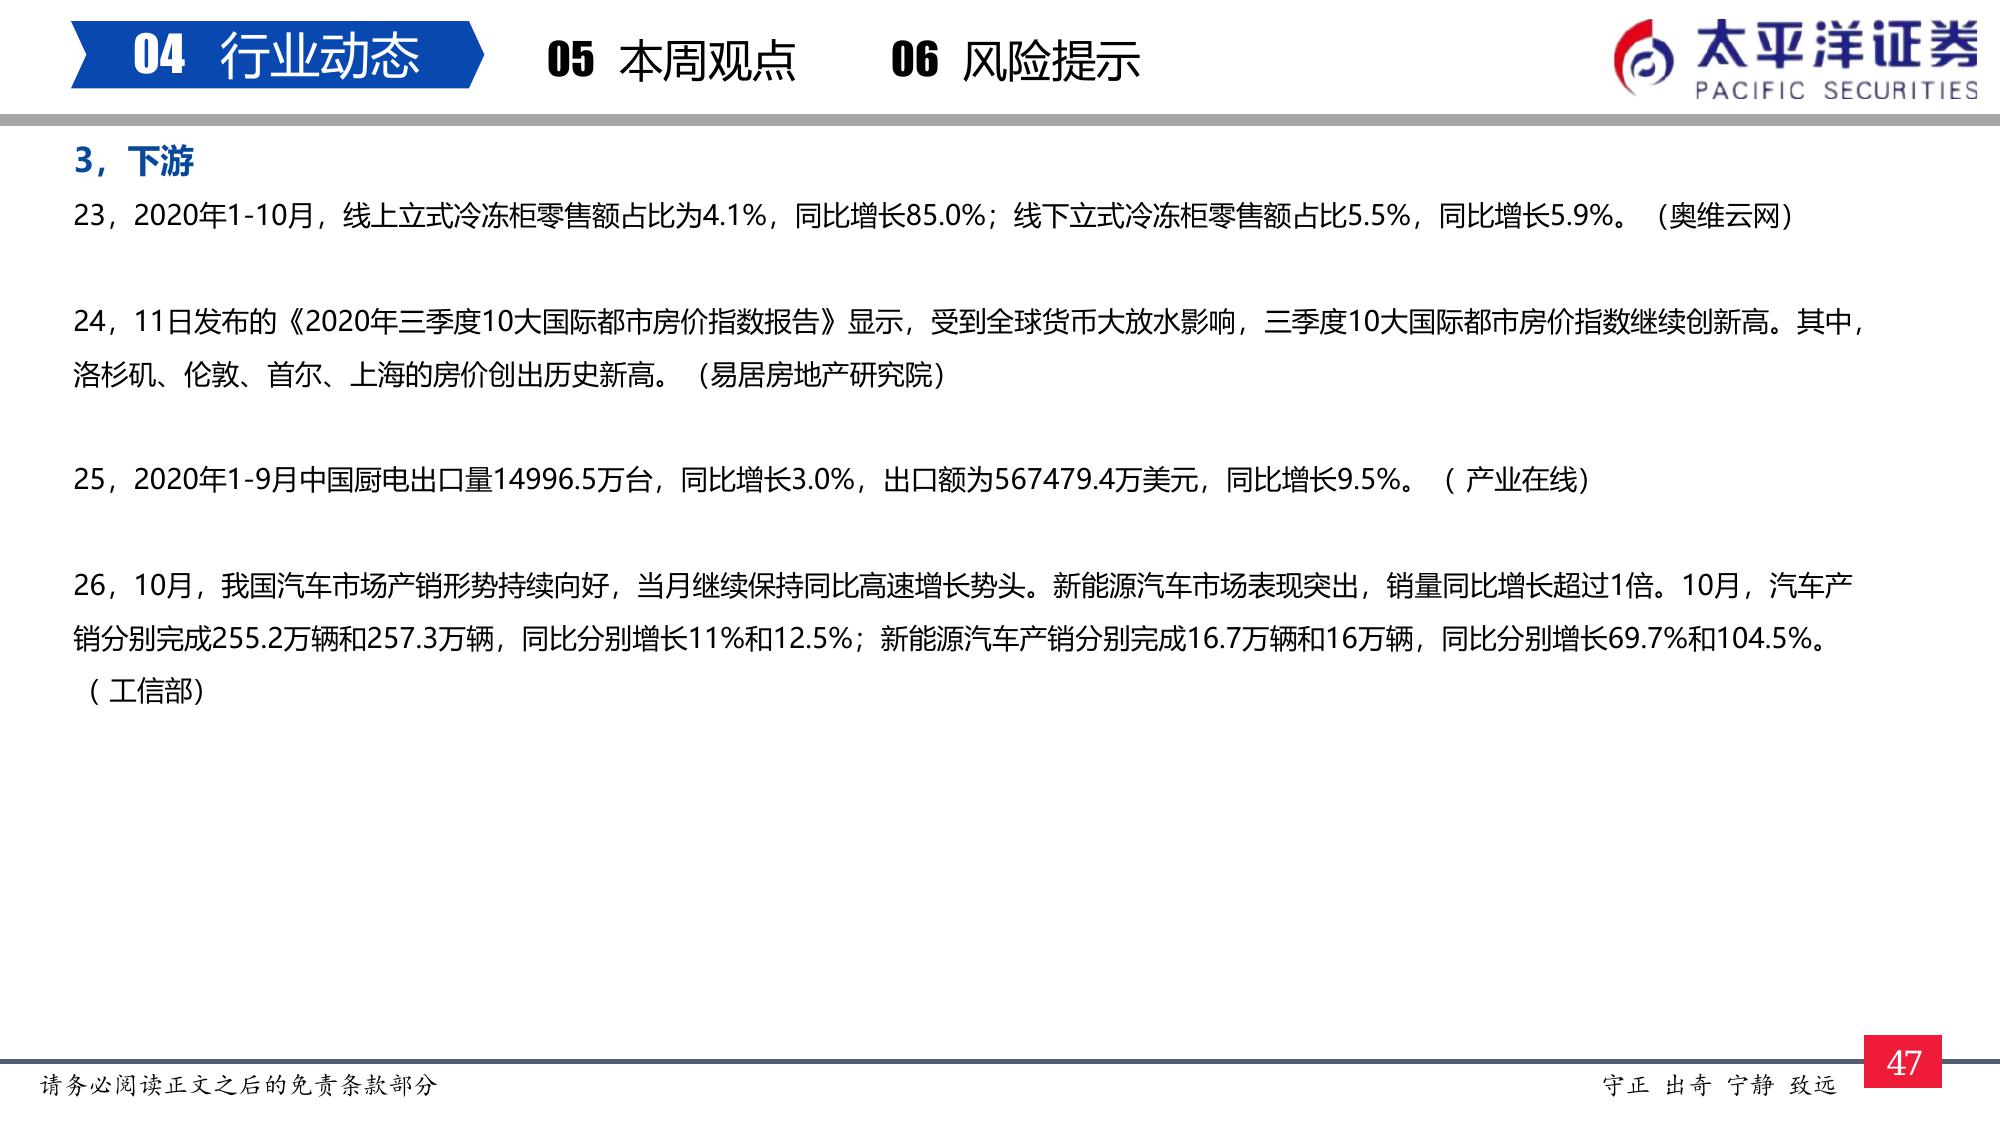 04 行业动态
05 本周观点
06 风险提示
太平洋证券
PACIFIC SECURITIES
3，下游
23，2020年1-10月，线上立式冷冻柜零售额占比为4.1%，同比增长85.0%；线下立式冷冻柜零售额占比5.5%，同比增长5.9%。（奥维云网）
24，11日发布的《2020年三季度10大国际都市房价指数报告》显示，受到全球货币大放水影响，三季度10大国际都市房价指数继续创新高。其中，
洛杉矶、伦敦、首尔、上海的房价创出历史新高。（易居房地产研究院）
25，2020年1-9月中国厨电出口量14996.5万台，同比增长3.0%，出口额为567479.4万美元，同比增长9.5%。（ 产业在线）
26，10月，我国汽车市场产销形势持续向好，当月继续保持同比高速增长势头。新能源汽车市场表现突出，销量同比增长超过1倍。10月，汽车产
销分别完成255.2万辆和257.3万辆，同比分别增长11%和12.5%；新能源汽车产销分别完成16.7万辆和16万辆，同比分别增长69.7%和104.5%。
（ 工信部）
请务必阅读正文之后的免责条款部分
守正 出奇 宁静 致远
47